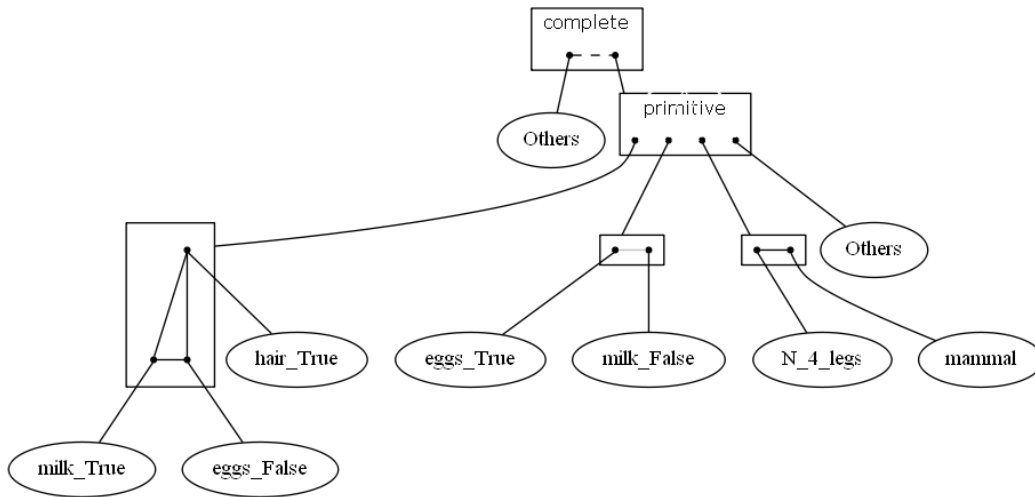 complete
Others
primitive
Others
hair_True
eggs_True
milk_False
N_4_legs
mammal
milk_True
eggs_False